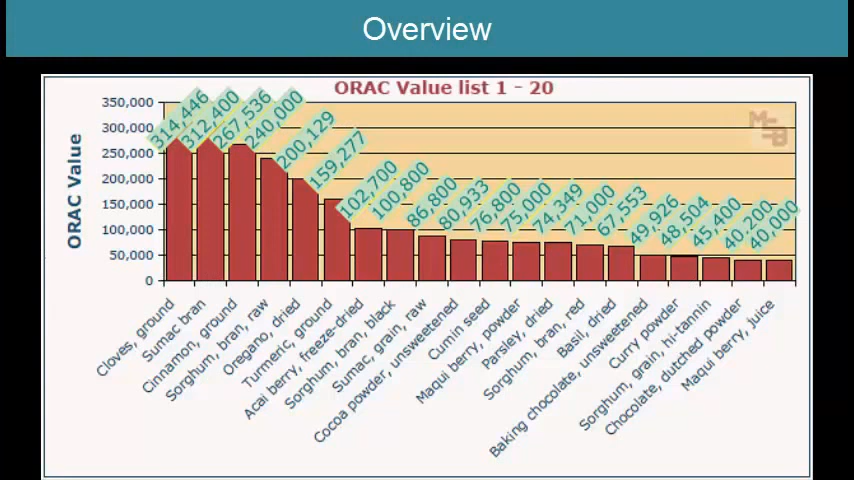 Overview
ORAC Value list 1 - 20
ORAC Value
350,000
300,000
250,000
200,000
150,000
100,000
50,000
0
314,446
312,400
267,536
240,000
200,129
159,277
102,700
100,800
86,800
80,933
76,800
75,000
74,349
71,000
67,553
49,926
48,504
45,400
40,200
40,000
Cloves, ground
Sumac bran
Cinnamon, ground
Sorghum, bran, raw
Oregano, dried
Turmeric, ground
Acai berry, freeze-dried
Sorghum, bran, black
Sumac, grain, raw
Cocoa powder, unsweetened
Cumin seed
Maqui berry, powder
Parsley, dried
Sorghum, bran, red
Basil, dried
Baking chocolate, unsweetened
Curry powder
Sorghum, grain, hi-tannin
Chocolate, dutched powder
Maqui berry, juice